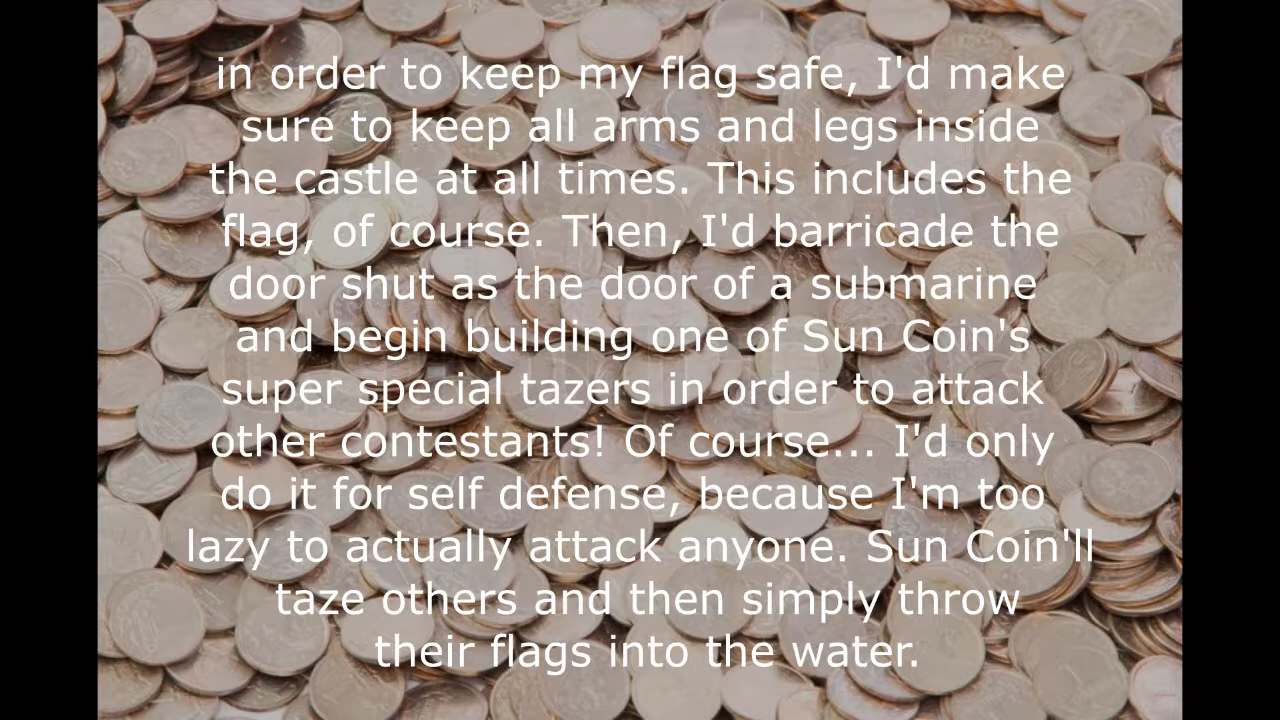 in order to keep my flag safe, I'd make
sure to keep all arms and legs inside
the castle at all times. This includes the
flag, of course. Then, I'd barricade the
door shut as the door of a submarine
and begin building one of Sun Coin's
super special tazers in order to attack
other contestants! Of course... I'd only
do it for self defense, because I'm too
lazy to actually attack anyone. Sun Coin'll
taze others and then simply throw
their flags into the water.